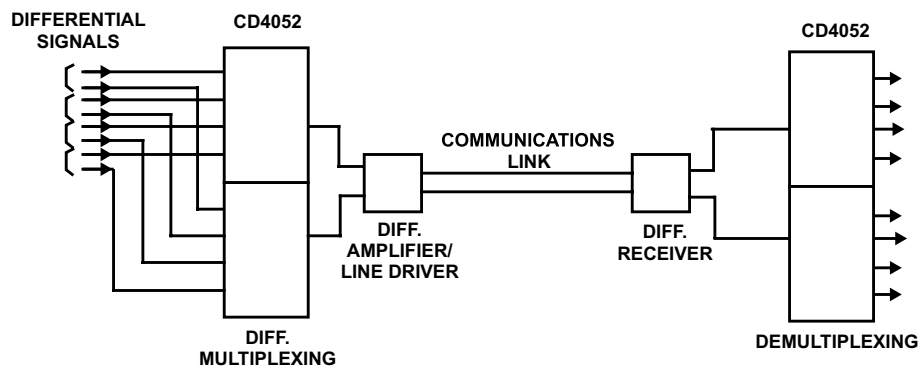 DIFFERENTIAL
SIGNALS
CD4052
CD4052
COMMUNICATIONS
LINK
DIFF.
AMPLIFIER/
LINE DRIVER
DIFF.
RECEIVER
DIFF.
MULTIPLEXING
DEMULTIPLEXING